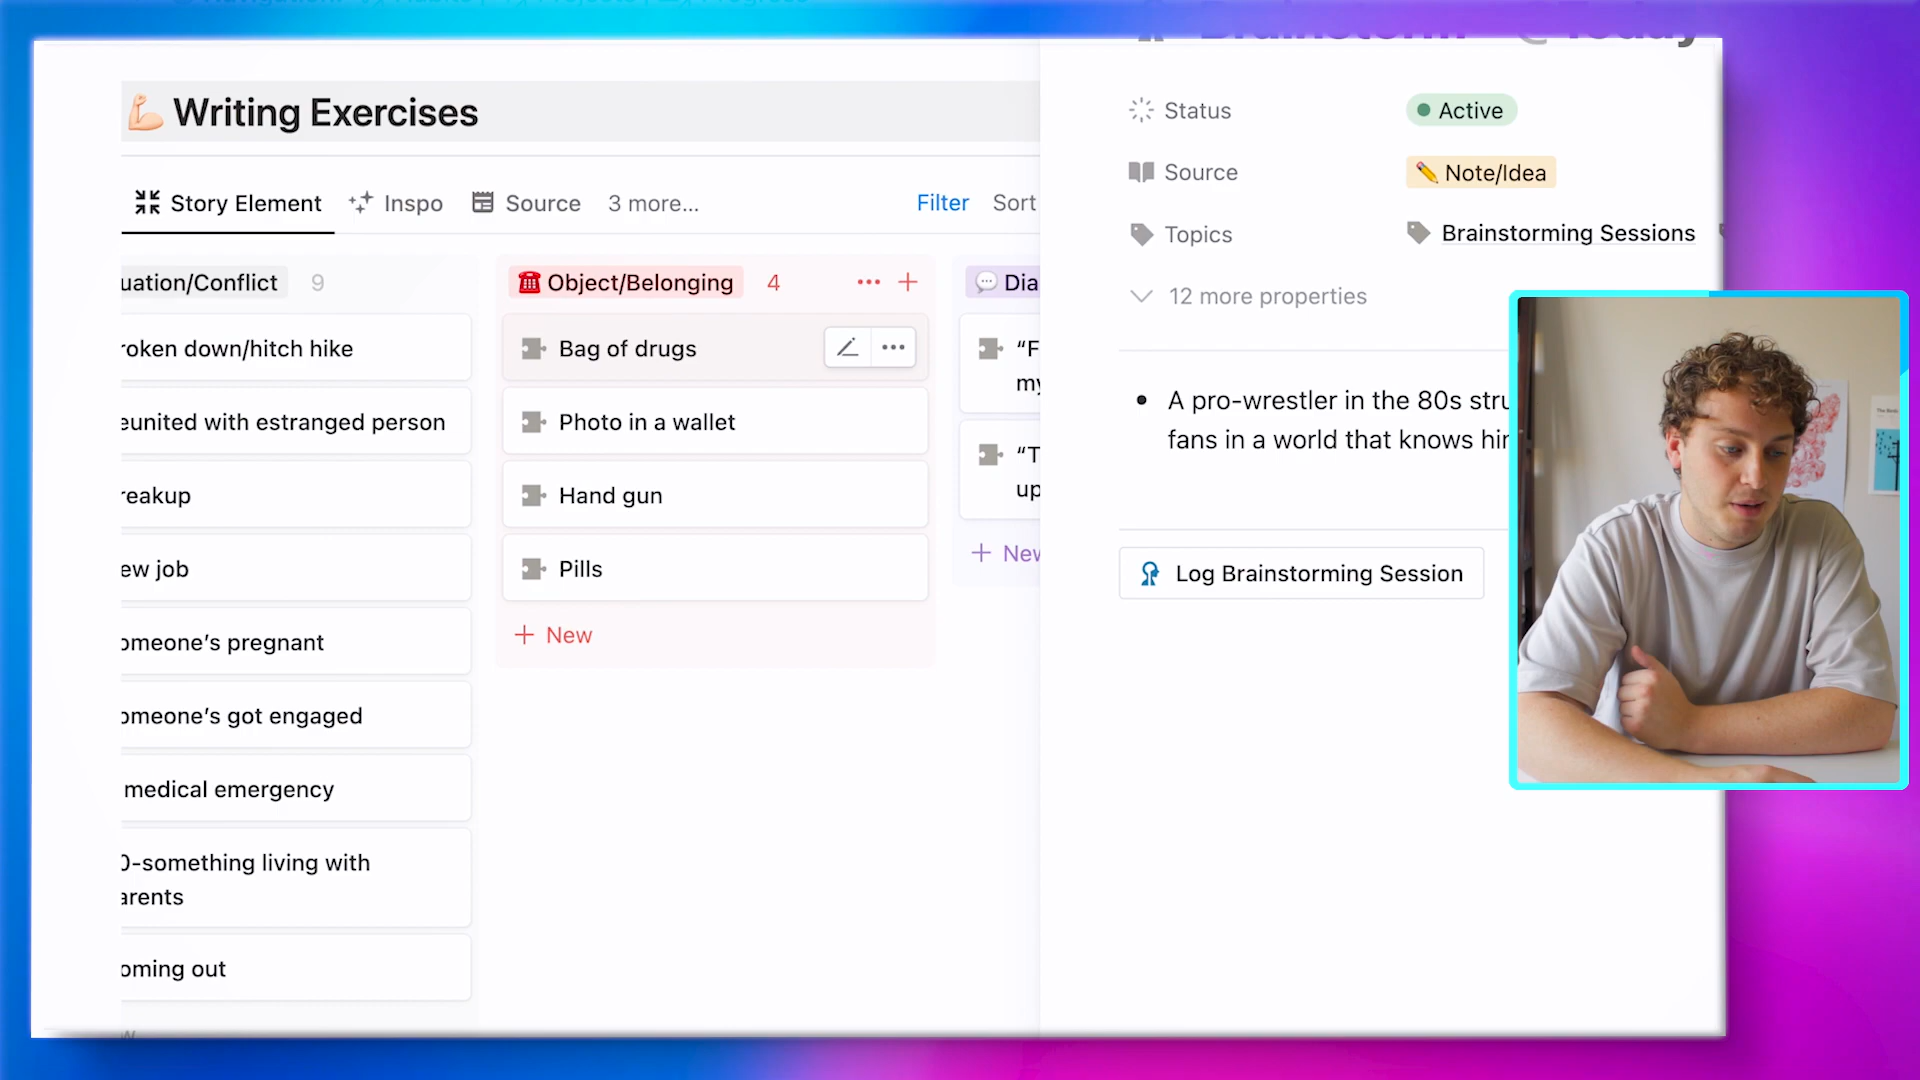 Brainstorm @Today
Writing Exercises
Story Element
Inspo
Source
3 more...
Filter
Sort
uation/Conflict 9
roken down/hitch hike
eunited with estranged person
reakup
ew job
omeone's pregnant
omeone's got engaged
medical emergency
0-something living with
arents
oming out
Object/Belonging 4
Bag of drugs
Photo in a wallet
Hand gun
Pills
New
Dia
“F
my
“T
up
New
Status Active
Source Note/Idea
Topics Brainstorming Sessions
12 more properties
A pro-wrestler in the 80s stru
fans in a world that knows hir
Log Brainstorming Session